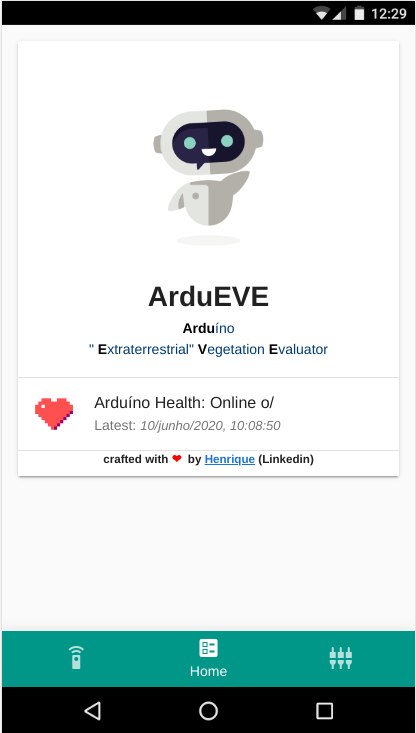 12:29
ArduEVE
Arduíno
" Extraterrestrial" Vegetation Evaluator
Arduíno Health: Online o/
Latest: 10/junho/2020, 10:08:50
crafted with ❤ by Henrique (Linkedin)
Home